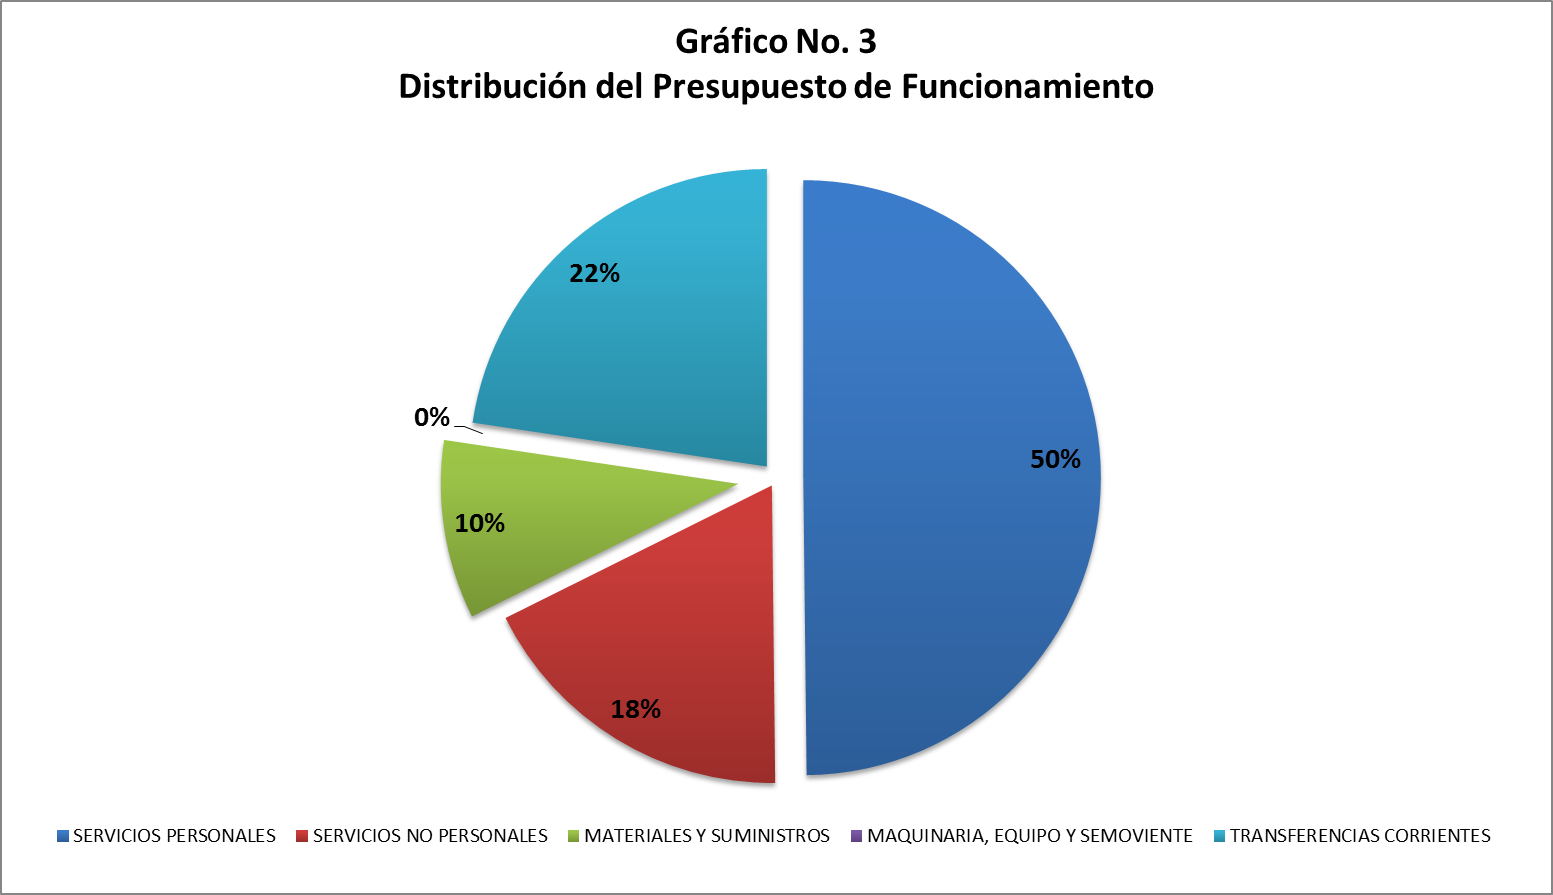 Gráfico No. 3
Distribución del Presupuesto de Funcionamiento
22%
0%
50%
10%
18%
SERVICIOS PERSONALES
SERVICIOS NO PERSONALES
MATERIALES Y SUMINISTROS
MAQUINARIA, EQUIPO Y SEMOVIENTE
TRANSFERENCIAS CORRIENTES